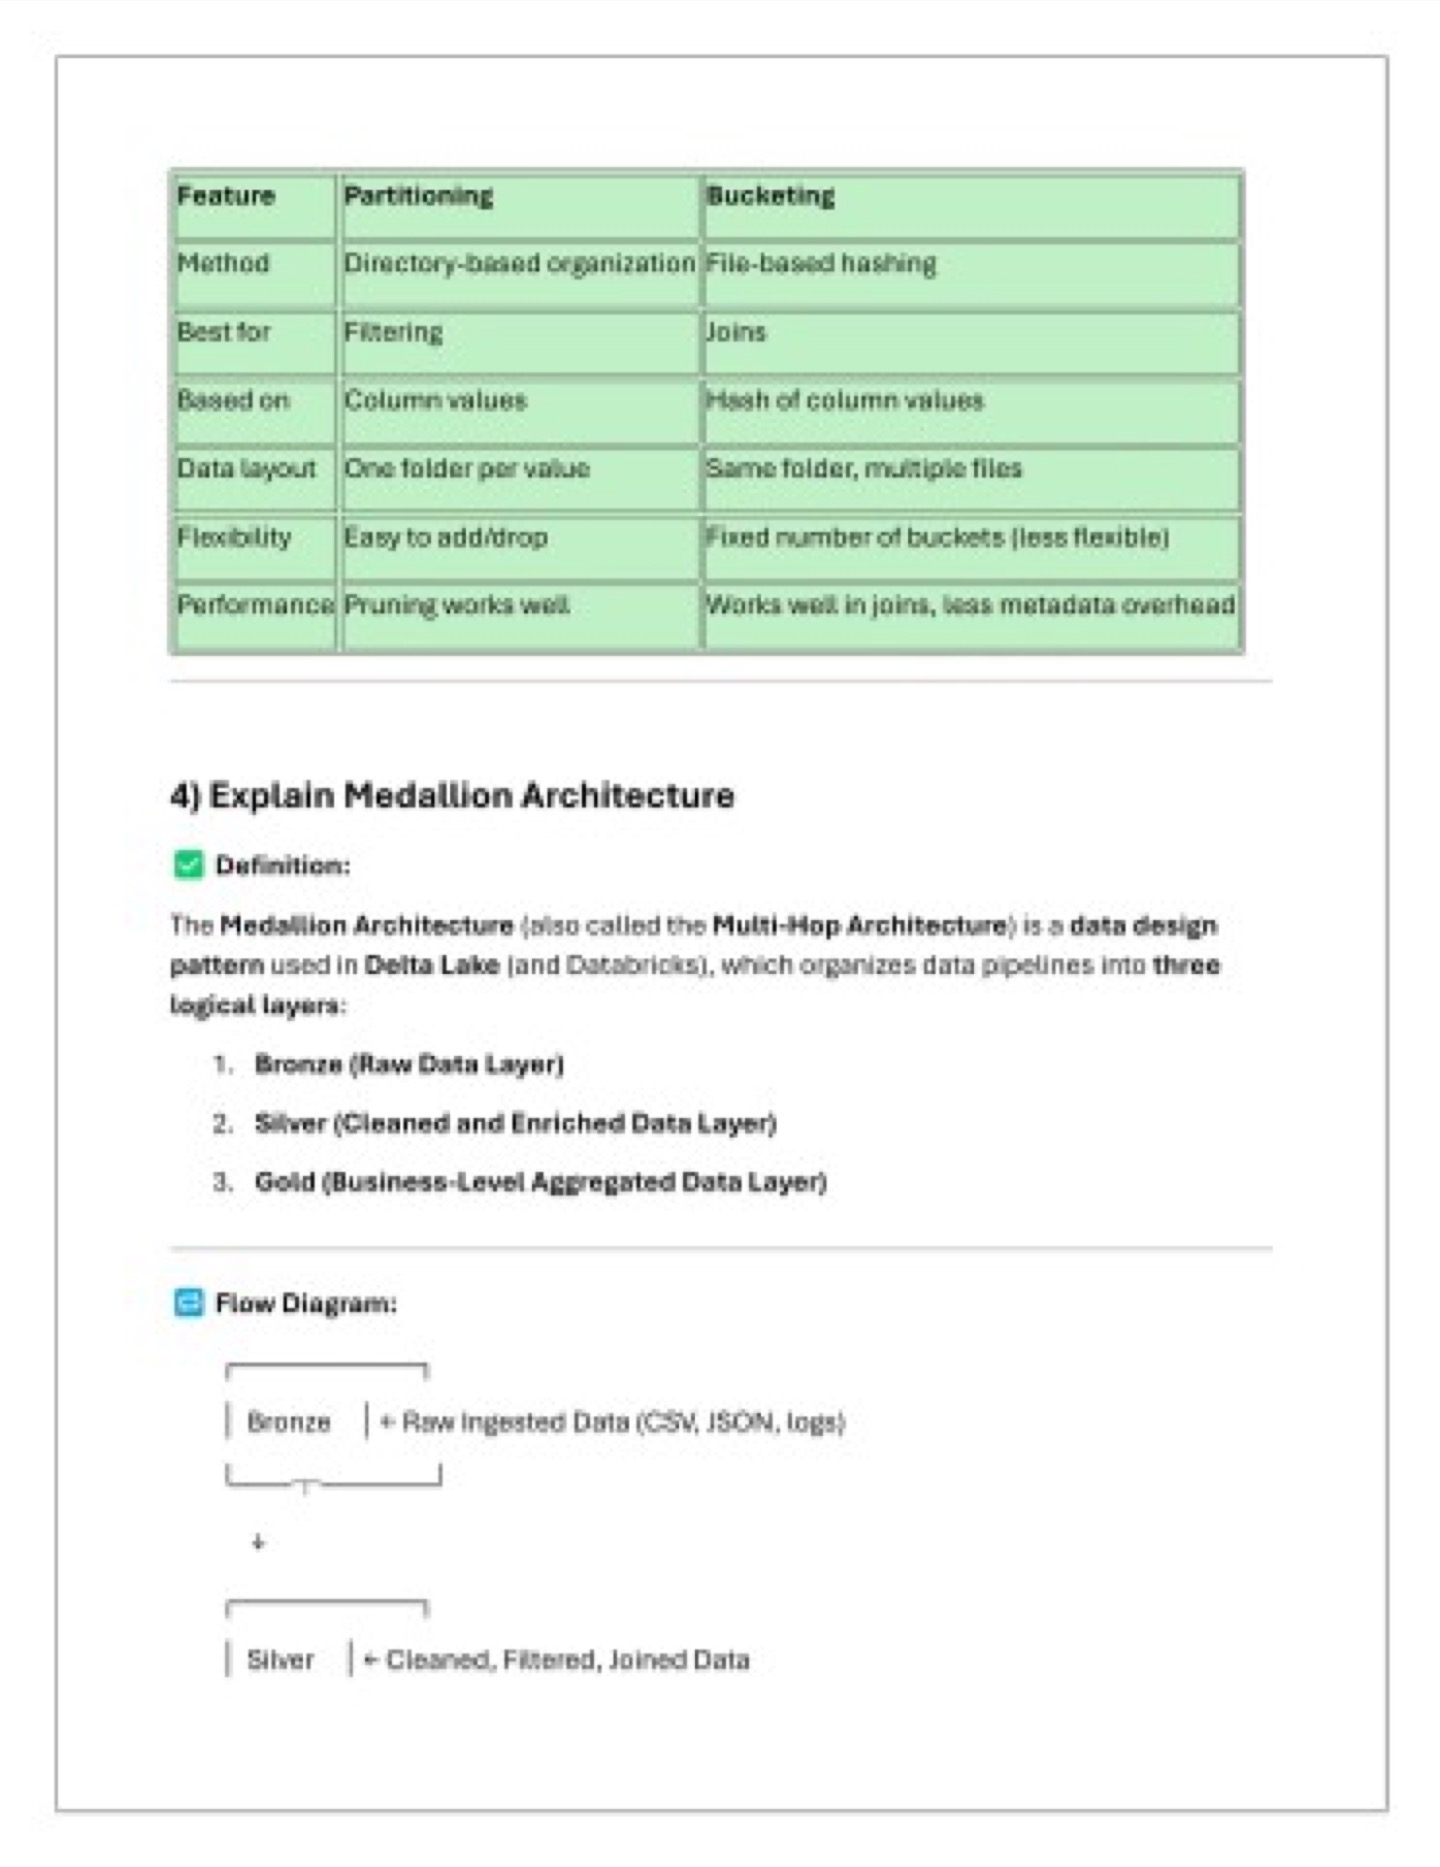 Feature Partitioning Bucketing
Method Directory-based organization File-based hashing
Best for Filtering Joins
Based on Column values Hash of column values
Data layout One folder per value Same folder, multiple files
Flexibility Easy to add/drop Fixed number of buckets (less flexible)
Performance Pruning works well Works well in joins, less metadata overhead
4) Explain Medallion Architecture
✅ Definition:
The Medallion Architecture (also called the Multi-Hop Architecture) is a data design
pattern used in Delta Lake (and Databricks), which organizes data pipelines into three
logical layers:
1. Bronze (Raw Data Layer)
2. Silver (Cleaned and Enriched Data Layer)
3. Gold (Business-Level Aggregated Data Layer)
Flow Diagram:
Bronze ← Raw Ingested Data (CSV, JSON, logs)
↓
Silver ← Cleaned, Filtered, Joined Data